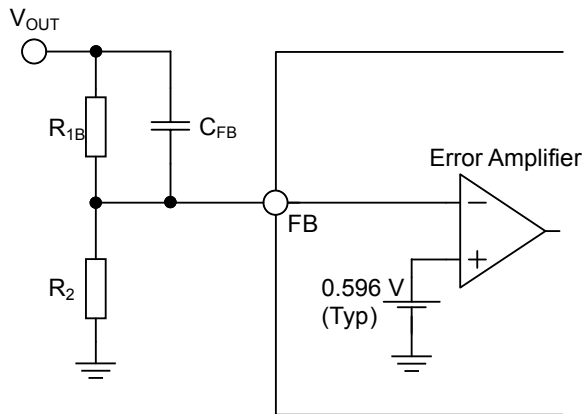 VOUT
R1B
CFB
Error Amplifier
FB
R2
0.596 V
(Typ)